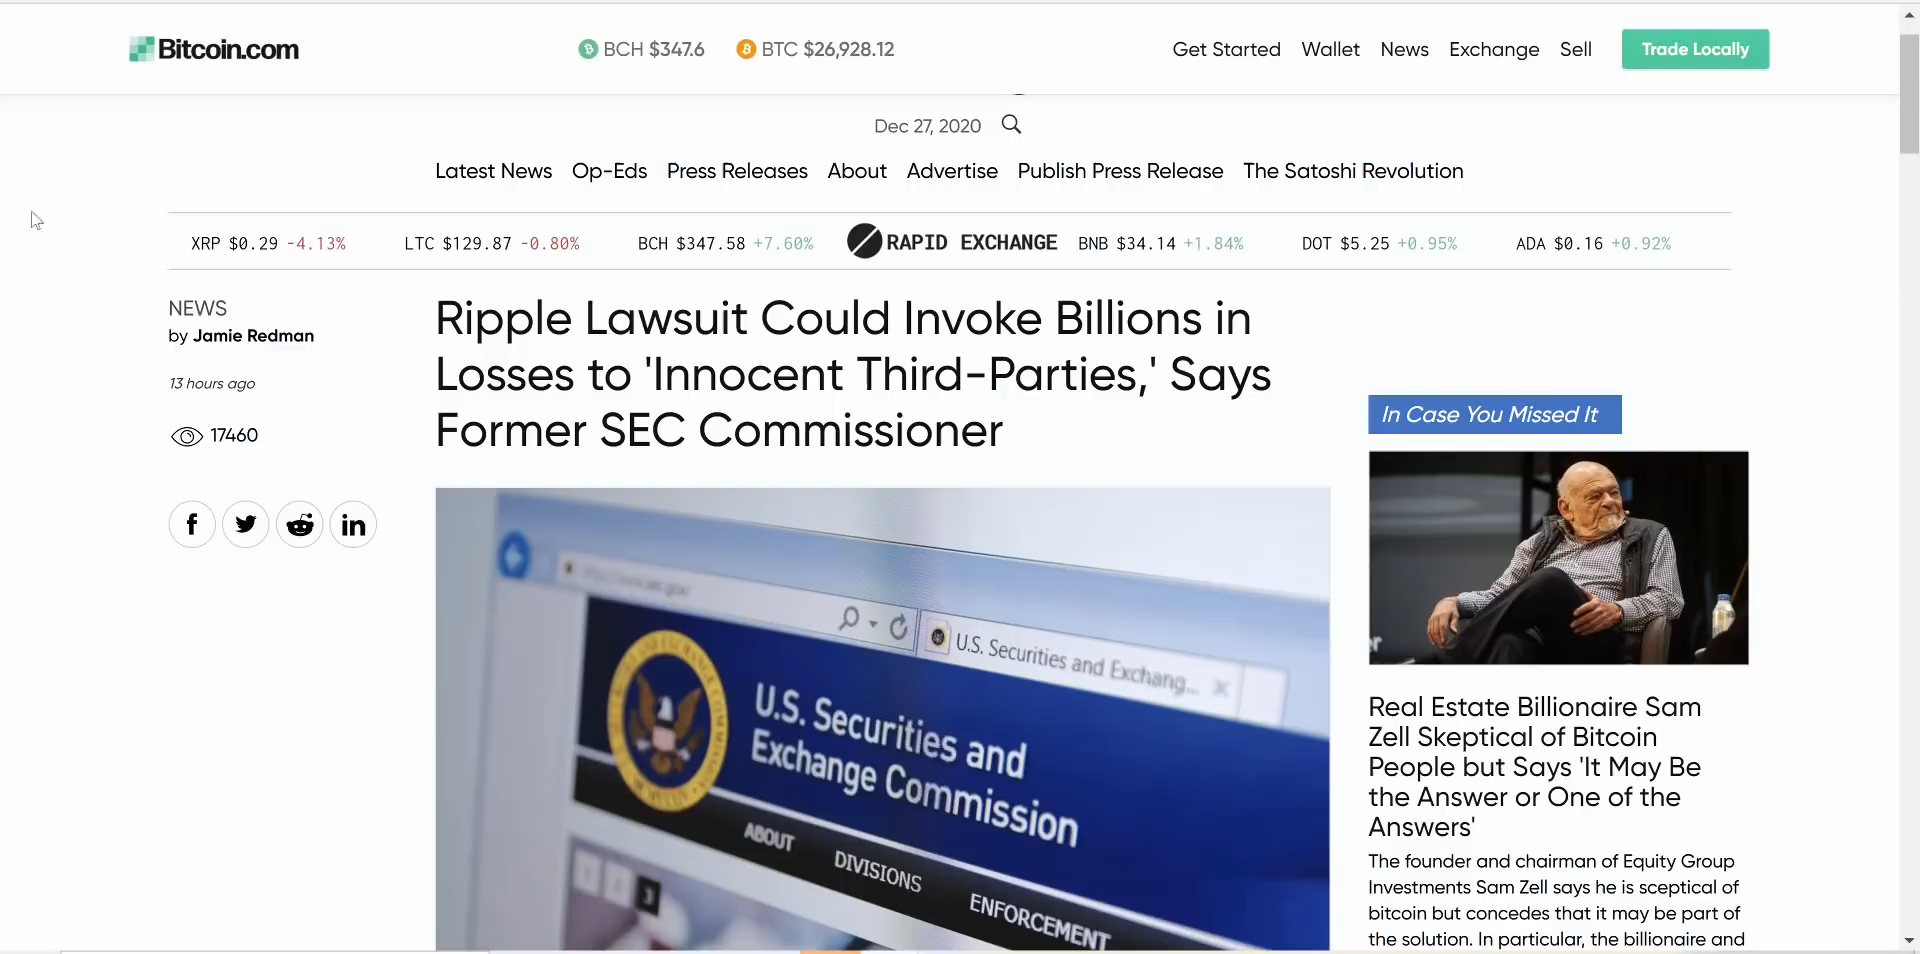 Bitcoin.com
BCH $347.6 BTC $26,928.12
Get Started Wallet News Exchange Sell Trade Locally
Dec 27, 2020
Latest News Op-Eds Press Releases About Advertise Publish Press Release The Satoshi Revolution
XRP $0.29 -4.13% LTC $129.87 -0.80% BCH $347.58 +7.60% RAPID EXCHANGE BNB $34.14 +1.84% DOT $5.25 +0.95% ADA $0.16 +0.92%
NEWS
by Jamie Redman
13 hours ago
17460
Ripple Lawsuit Could Invoke Billions in
Losses to 'Innocent Third-Parties,' Says
Former SEC Commissioner
U.S. Securities and Exchang...
U.S. Securities and
Exchange Commission
ABOUT
DIVISIONS
ENFORCEMENT
3
In Case You Missed It
Real Estate Billionaire Sam
Zell Skeptical of Bitcoin
People but Says 'It May Be
the Answer or One of the
Answers'
The founder and chairman of Equity Group
Investments Sam Zell says he is sceptical of
bitcoin but concedes that it may be part of
the solution. In particular, the billionaire and